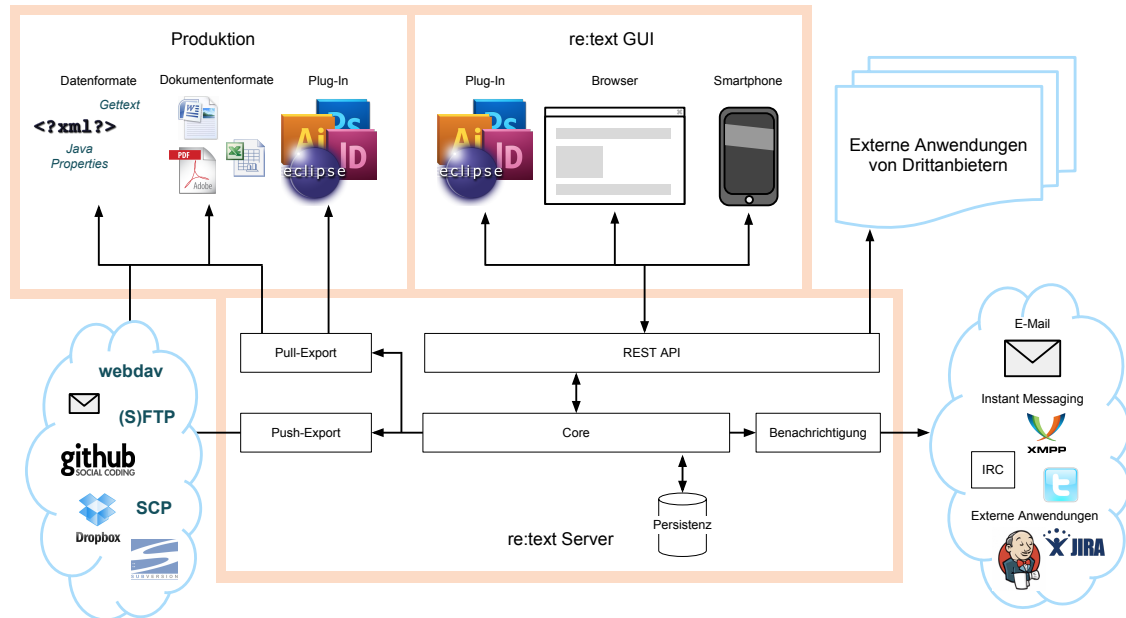 Produktion
Datenformate
Gettext
<?xml?>
Java
Properties
Dokumentenformate
W
PDF
Adobe
X
Plug-In
Ps
Ai
ID
eclipse
re:text GUI
Plug-In
Ps
Ai
ID
eclipse
Browser
x
Smartphone
Externe Anwendungen
von Drittanbietern
Pull-Export
REST API
Push-Export
Core
Benachrichtigung
Persistenz
re:text Server
webdav
(S)FTP
github
SOCIAL CODING
SCP
Dropbox
SUBVERSION
E-Mail
Instant Messaging
XMPP
IRC
t
Externe Anwendungen
JIRA